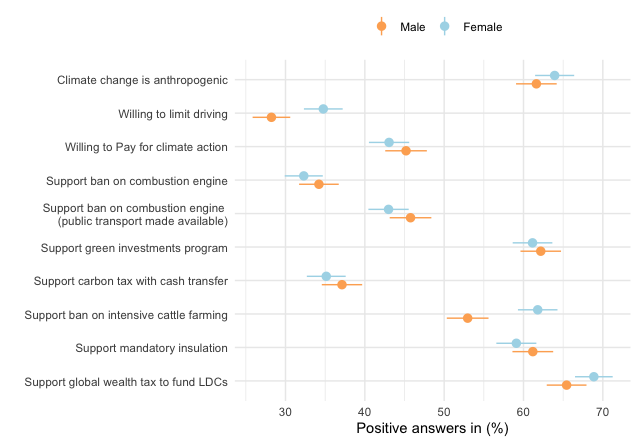 Male Female
Climate change is anthropogenic
Willing to limit driving
Willing to Pay for climate action
Support ban on combustion engine
Support ban on combustion engine
(public transport made available)
Support green investments program
Support carbon tax with cash transfer
Support ban on intensive cattle farming
Support mandatory insulation
Support global wealth tax to fund LDCs
30 40 50 60 70
Positive answers in (%)